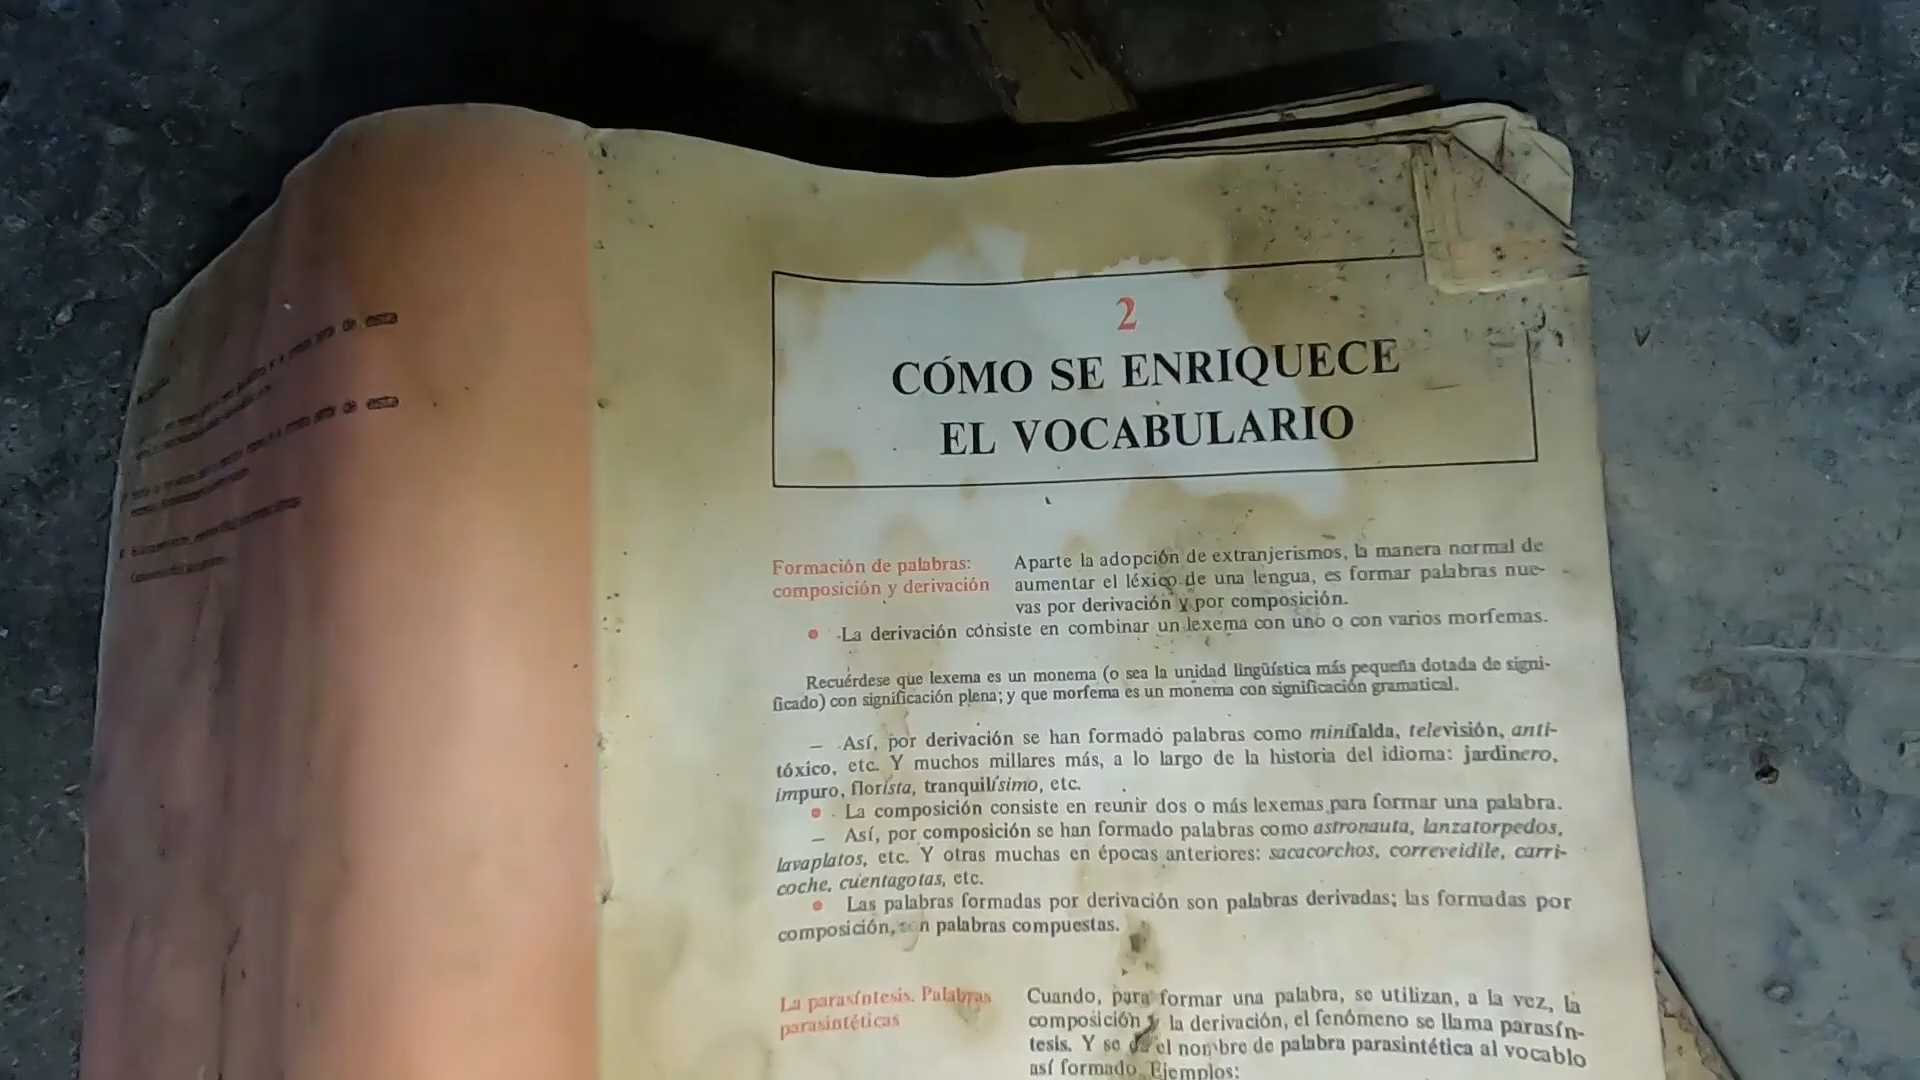 2
CÓMO SE ENRIQUECE
EL VOCABULARIO
Formación de palabras:
composición y derivación
Aparte la adopción de extranjerismos, la manera normal de
aumentar el léxico de una lengua, es formar palabras nue-
vas por derivación y por composición.
• La derivación consiste en combinar un lexema con uno o con varios morfemas.
Recuérdese que lexema es un monema (o sea la unidad lingüística más pequeña dotada de signi-
ficado) con significación plena; y que morfema es un monema con significación gramatical.
— Así, por derivación se han formado palabras como minifalda, televisión, anti-
tóxico, etc. Y muchos millares más, a lo largo de la historia del idioma: jardinero,
impuro, florista, tranquilísimo, etc.
• La composición consiste en reunir dos o más lexemas para formar una palabra.
— Así, por composición se han formado palabras como astronauta, lanzatorpedos,
lavaplatos, etc. Y otras muchas en épocas anteriores: sacacorchos, correveidile, carri-
coche, cuentagotas, etc.
• Las palabras formadas por derivación son palabras derivadas; las formadas por
composición, son palabras compuestas.
La parasíntesis. Palabras
parasintéticas
Cuando, para formar una palabra, se utilizan, a la vez, la
composición y la derivación, el fenómeno se llama parasín-
tesis. Y se da el nombre de palabra parasintética al vocablo
así formado. Ejemplos: